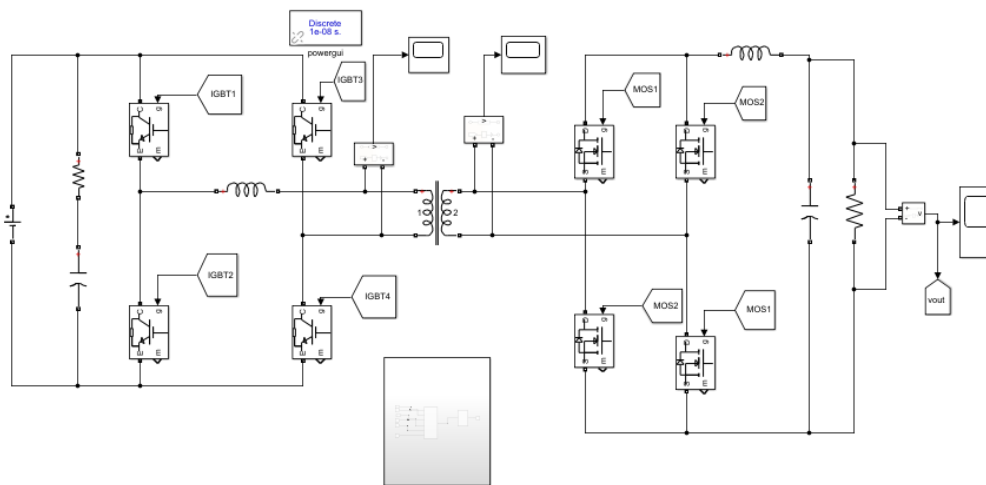 Discrete
1e-08 s.
powergui
IGBT1
IGBT3
MOS1
MOS2
1
2
IGBT2
IGBT4
MOS2
MOS1
vout
C
g
E
m
C
g
E
m
C
g
E
m
C
g
E
m
g
m
g
m
g
m
g
m
v
+
-
v
+
-
+
-
v